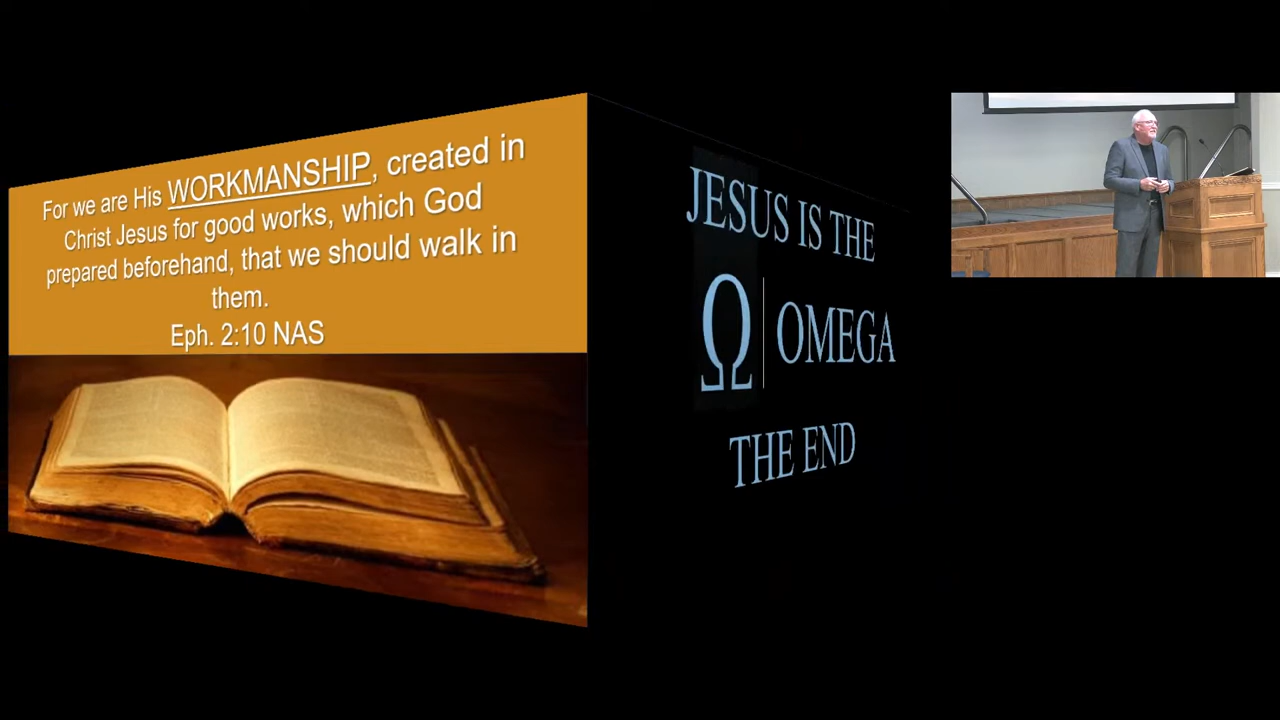 For we are His WORKMANSHIP, created in
Christ Jesus for good works, which God
prepared beforehand, that we should walk in
them.
Eph. 2:10 NAS
JESUS IS THE
Ω OMEGA
THE END